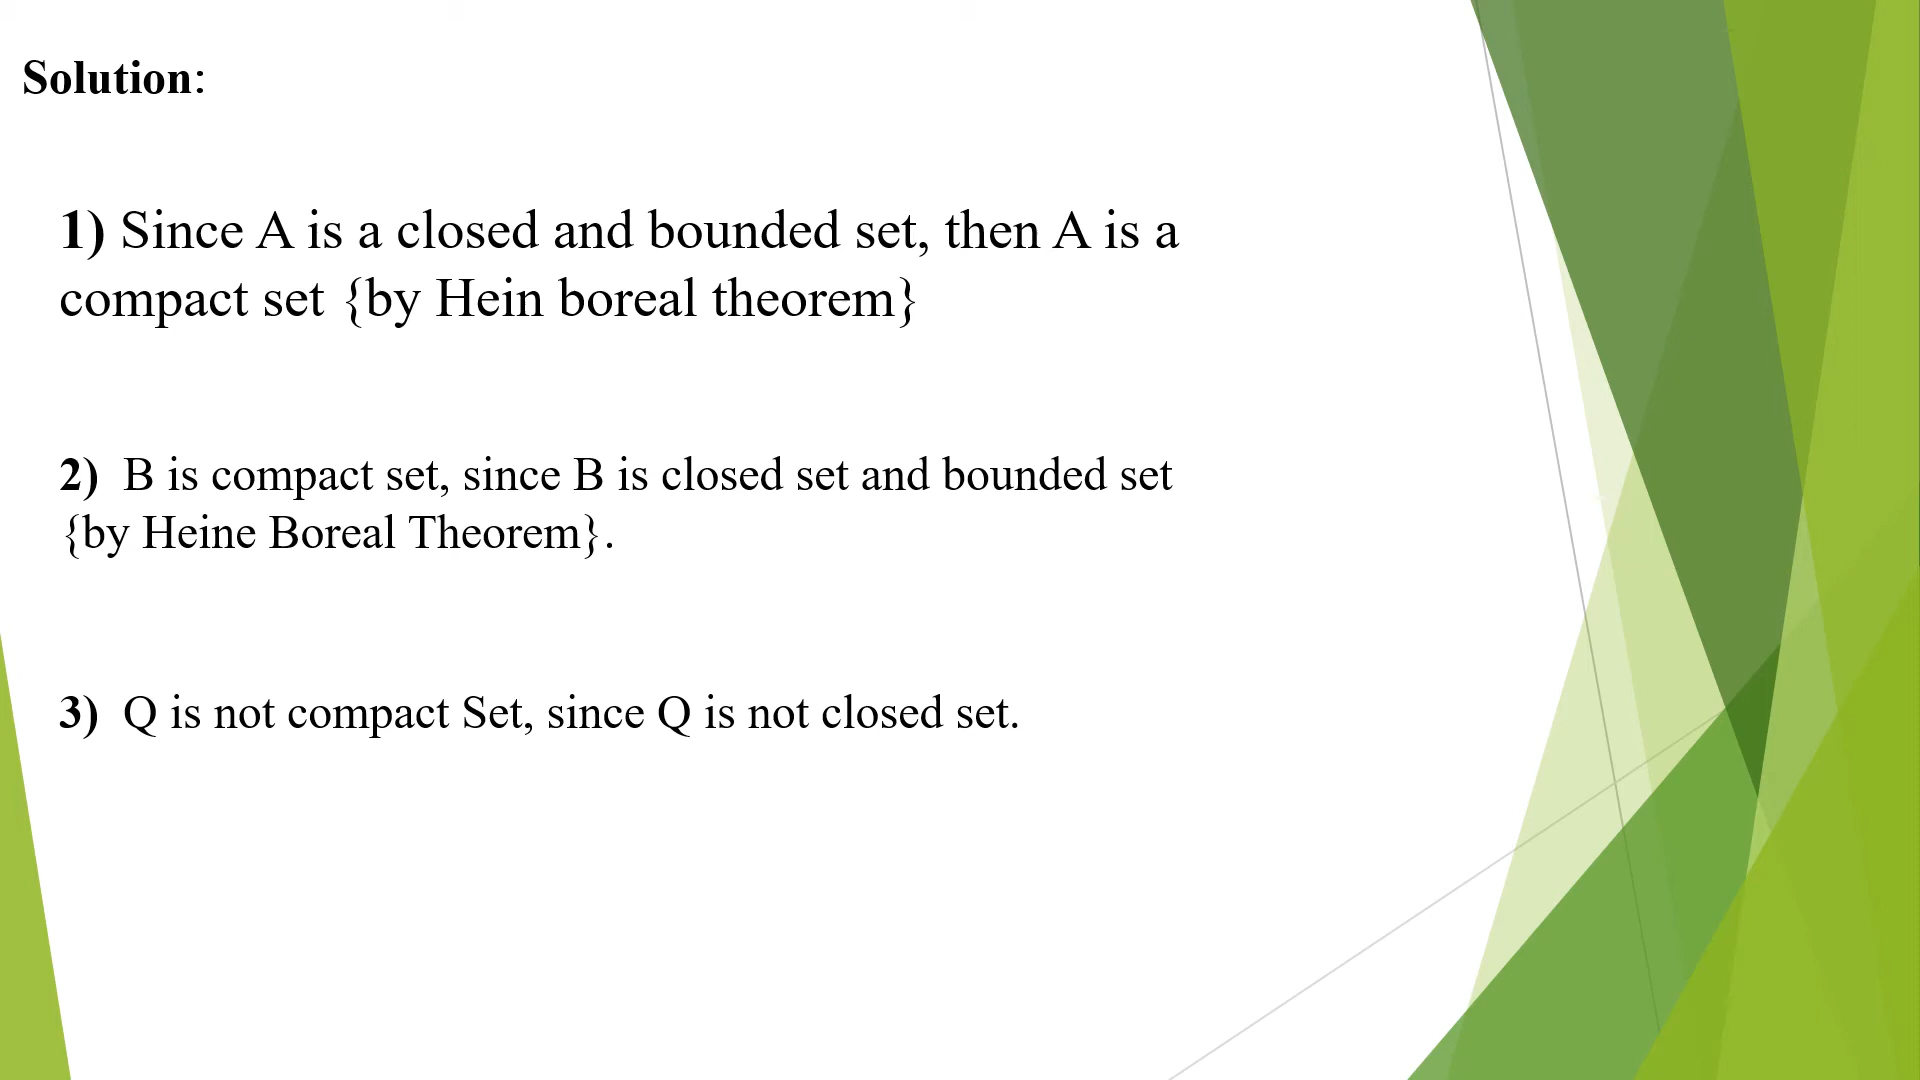 Solution:
1) Since A is a closed and bounded set, then A is a
compact set {by Hein boreal theorem}
2) B is compact set, since B is closed set and bounded set
{by Heine Boreal Theorem}.
3) Q is not compact Set, since Q is not closed set.